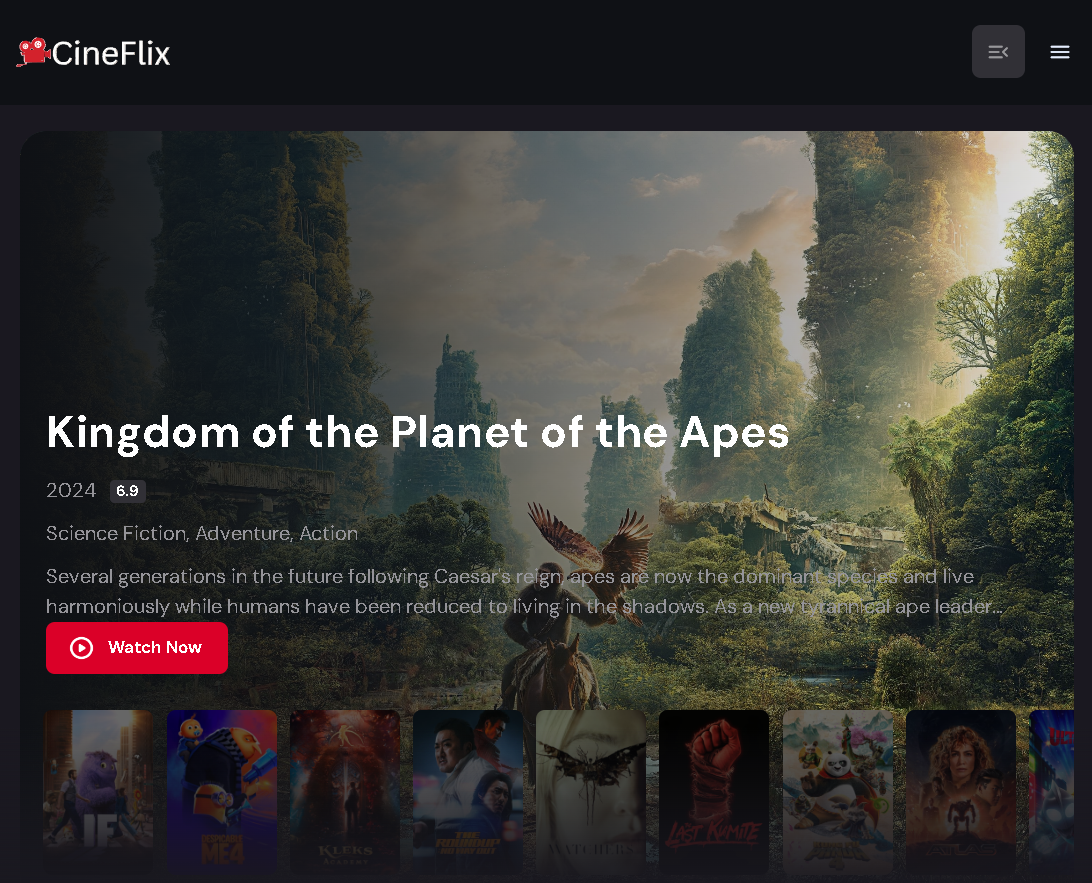 CineFlix
Kingdom of the Planet of the Apes
2024 6.9
Science Fiction, Adventure, Action
Several generations in the future following Caesar's reign, apes are now the dominant species and live
harmoniously while humans have been reduced to living in the shadows. As a new tyrannical ape leader...
Watch Now
IF
DESPICABLE
ME4
KLEKS
ACADEMY
THE
ROUNDUP
WATCHERS
LAST KUMITE
ATLAS